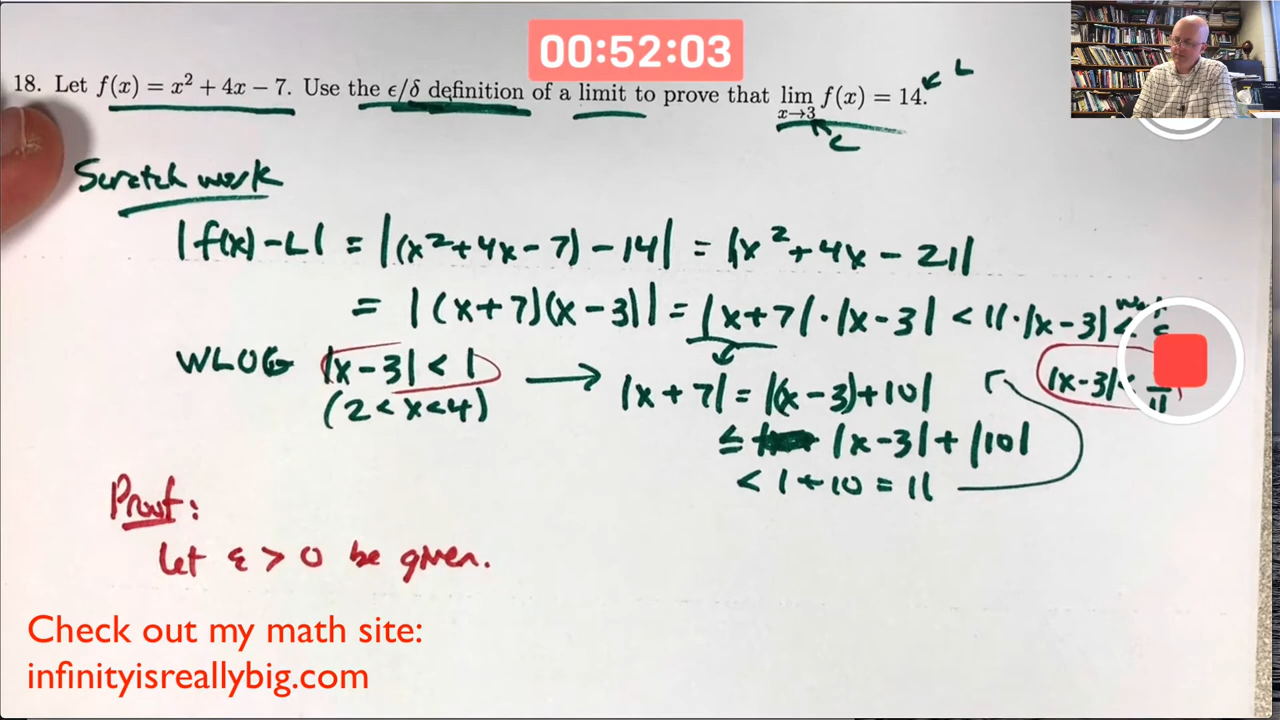 00:52:03
18. Let f(x) = x² + 4x − 7. Use the ϵ/δ definition of a limit to prove that lim x→3 f(x) = 14.
L
c
Scratch work
|f(x)-L| = |(x²+4x-7)-14| = |x²+4x-21|
= |(x+7)(x-3)| = |x+7|·|x-3| < 11·|x-3| <
WLOG |x-3| < 1
(2<x<4)
|x+7| = |(x-3)+10|
|x-3|<
11
≤ |x-3|+|10|
< 1+10 = 11
Proof:
Let ε > 0 be given.
Check out my math site:
infinityisreallybig.com